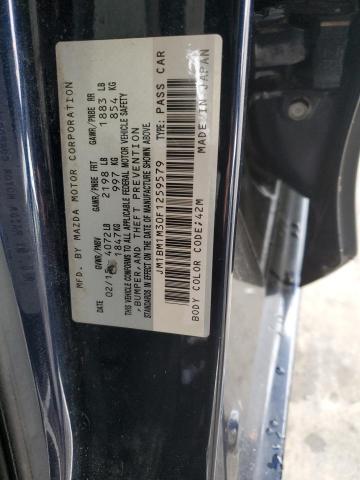 MFD. BY MAZDA MOTOR CORPORATION
GVWR/PNBV GAWR/PNBE FRT GAWR/PNBE RR
02/15 4072LB 2198 LB 1883 LB
1847KG 997 KG 854 KG
THIS VEHICLE CONFORMS TO ALL APPLICABLE FEDERAL MOTOR VEHICLE SAFETY
, BUMPER, AND THEFT PREVENTION
STANDARDS IN EFFECT ON THE DATE OF MANUFACTURE SHOWN ABOVE.
JM1BM1M30F1259579 TYPE: PASS CAR
MADE IN JAPAN
BODY COLOR CODE/42M